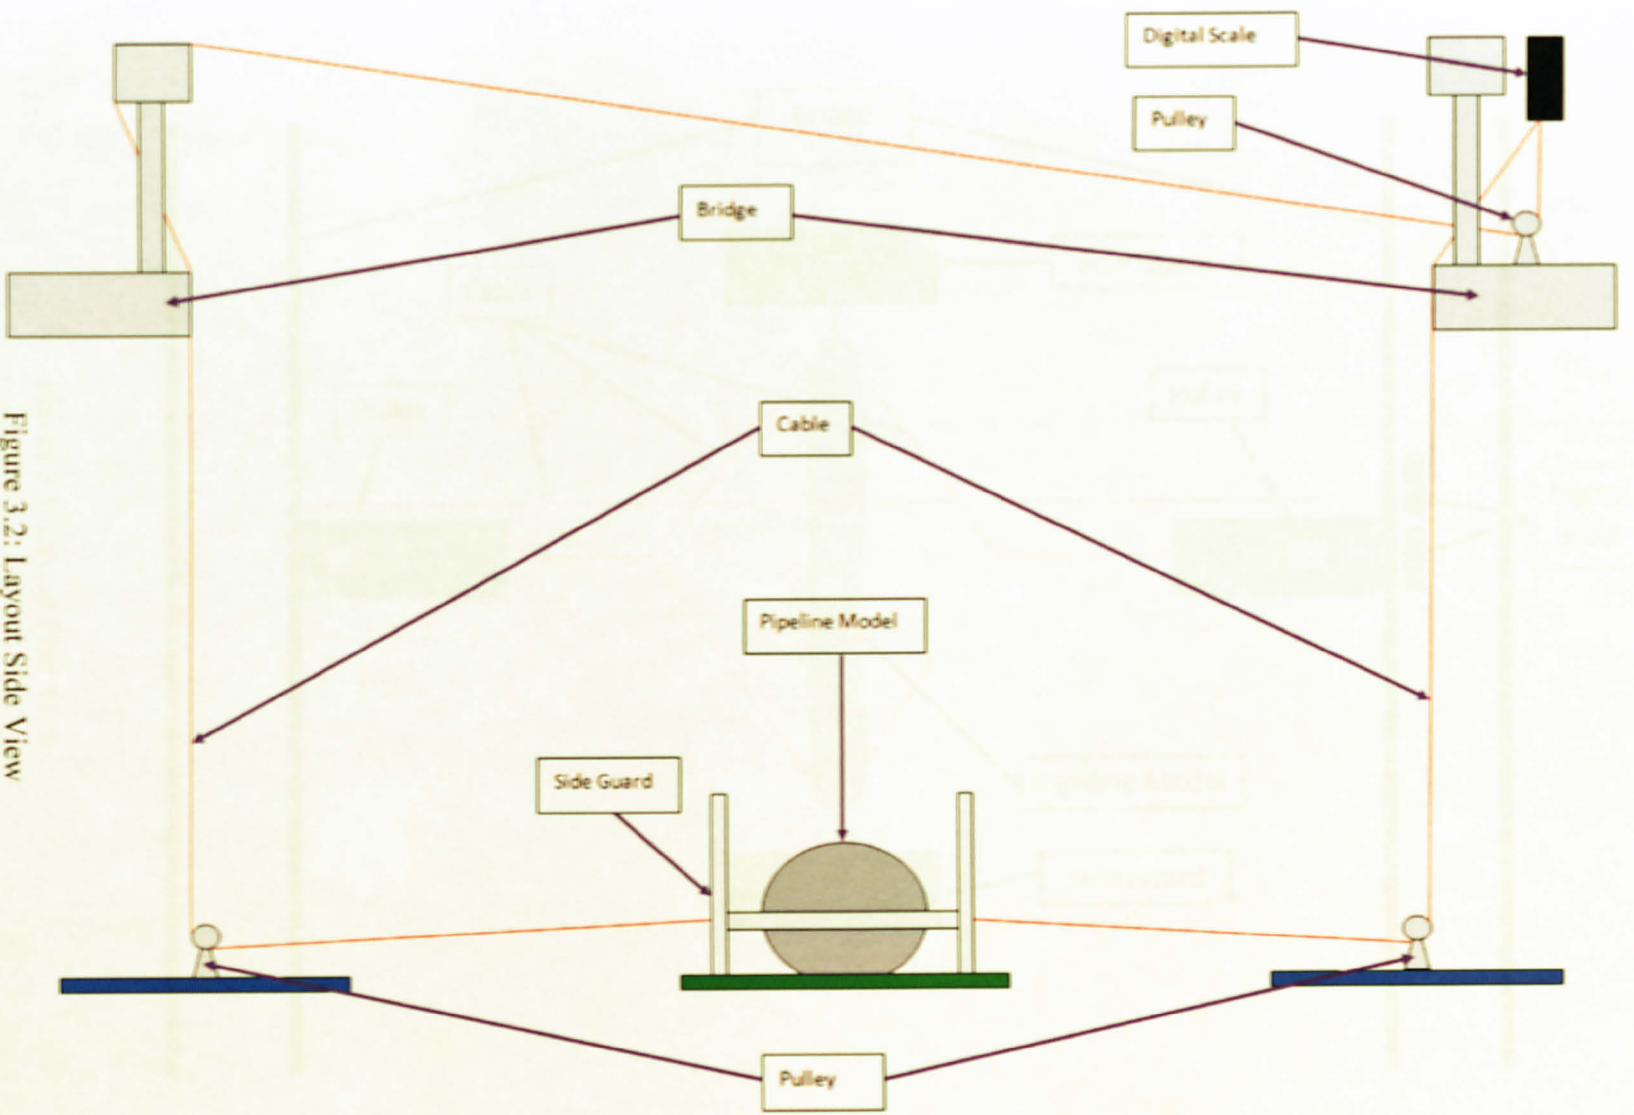 Digital Scale
Pulley
Bridge
Cable
Pipeline Model
Side Guard
Pulley
Figure 3.2: Layout Side View